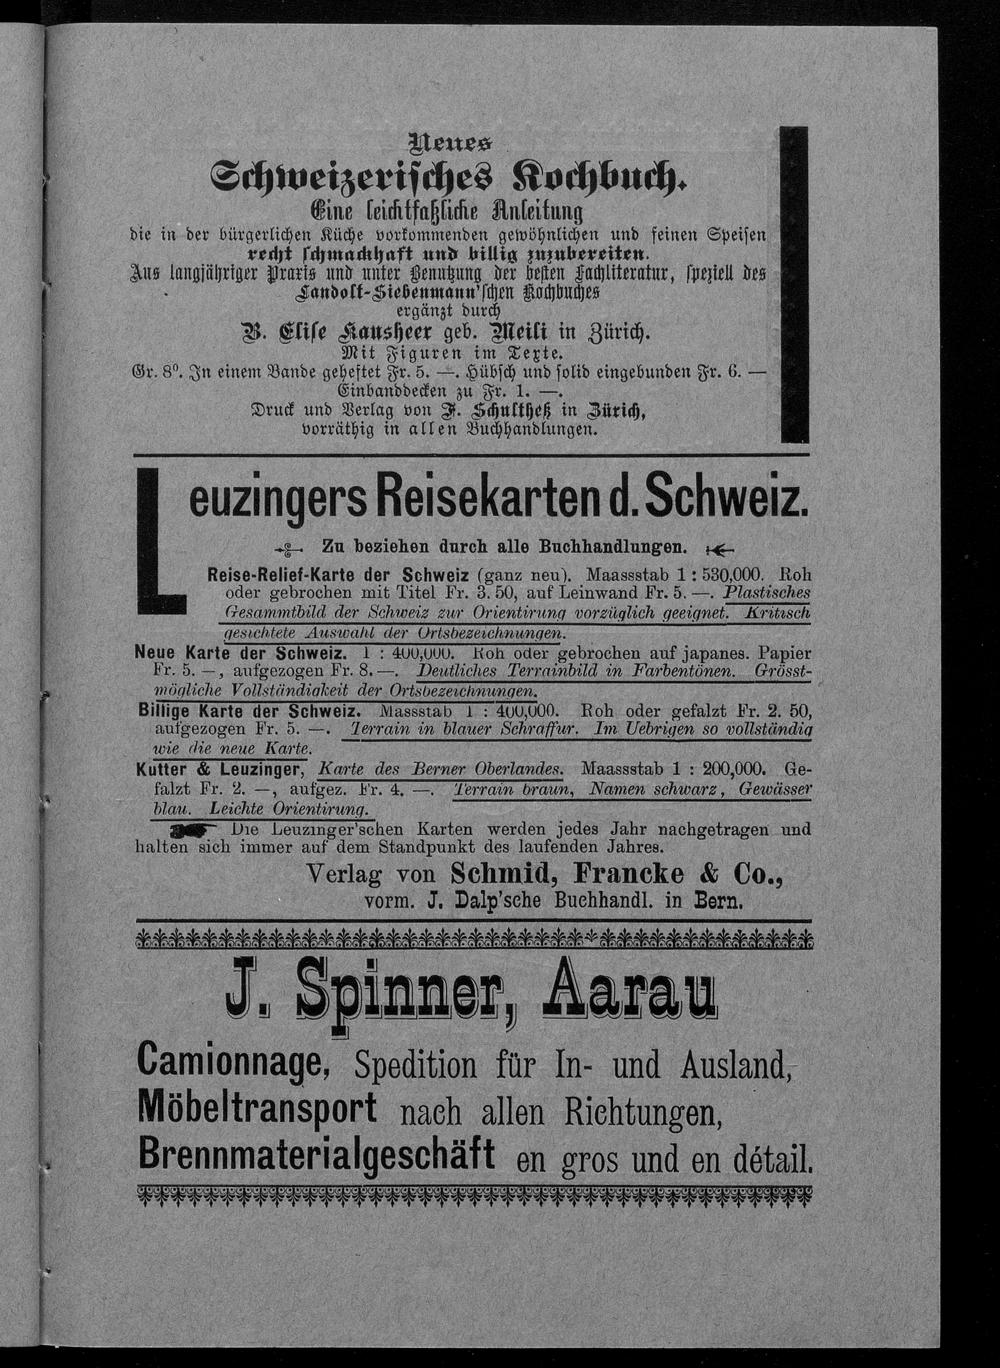 Neues
Schweizerisches Kochbuch.
Eine leichtfaßliche Anleitung
die in der bürgerlichen Küche vorkommenden gewöhnlichen und feinen Speisen
recht schmackhaft und billig zuzubereiten.
Aus langjähriger Praxis und unter Benutzung der besten Fachliteratur, speziell des
Landolt-Siebenmann'schen Kochbuches
ergänzt durch
B. Elise Hausheer geb. Meili in Zürich.
Mit Figuren im Texte.
Gr. 8⁰. In einem Bande geheftet Fr. 5. —. Hübsch und solid eingebunden Fr. 6. —
Einbanddecken zu Fr. 1. —.
Druck und Verlag von F. Schultheß in Zürich,
vorräthig in allen Buchhandlungen.
Leuzingers Reisekarten d. Schweiz.
Zu beziehen durch alle Buchhandlungen.
Reise-Relief-Karte der Schweiz (ganz neu). Maassstab 1 : 530,000. Roh
oder gebrochen mit Titel Fr. 3. 50, auf Leinwand Fr. 5. —. Plastisches
Gesammtbild der Schweiz zur Orientirung vorzüglich geeignet. Kritisch
gesichtete Auswahl der Ortsbezeichnungen.
Neue Karte der Schweiz. 1 : 400,000. Roh oder gebrochen auf japanes. Papier
Fr. 5. —, aufgezogen Fr. 8. —. Deutliches Terrainbild in Farbentönen. Grösst-
mögliche Vollständigkeit der Ortsbezeichnungen.
Billige Karte der Schweiz. Massstab 1 : 400,000. Roh oder gefalzt Fr. 2. 50,
aufgezogen Fr. 5. —. Terrain in blauer Schraffur. Im Uebrigen so vollständig
wie die neue Karte.
Kutter & Leuzinger, Karte des Berner Oberlandes. Maassstab 1 : 200,000. Ge-
falzt Fr. 2. —, aufgez. Fr. 4. —. Terrain braun, Namen schwarz, Gewässer
blau. Leichte Orientirung.
Die Leuzinger'schen Karten werden jedes Jahr nachgetragen und
halten sich immer auf dem Standpunkt des laufenden Jahres.
Verlag von Schmid, Francke & Co.,
vorm. J. Dalp'sche Buchhandl. in Bern.
J. Spinner, Aarau
Camionnage, Spedition für In- und Ausland,
Möbeltransport nach allen Richtungen,
Brennmaterialgeschäft en gros und en détail.